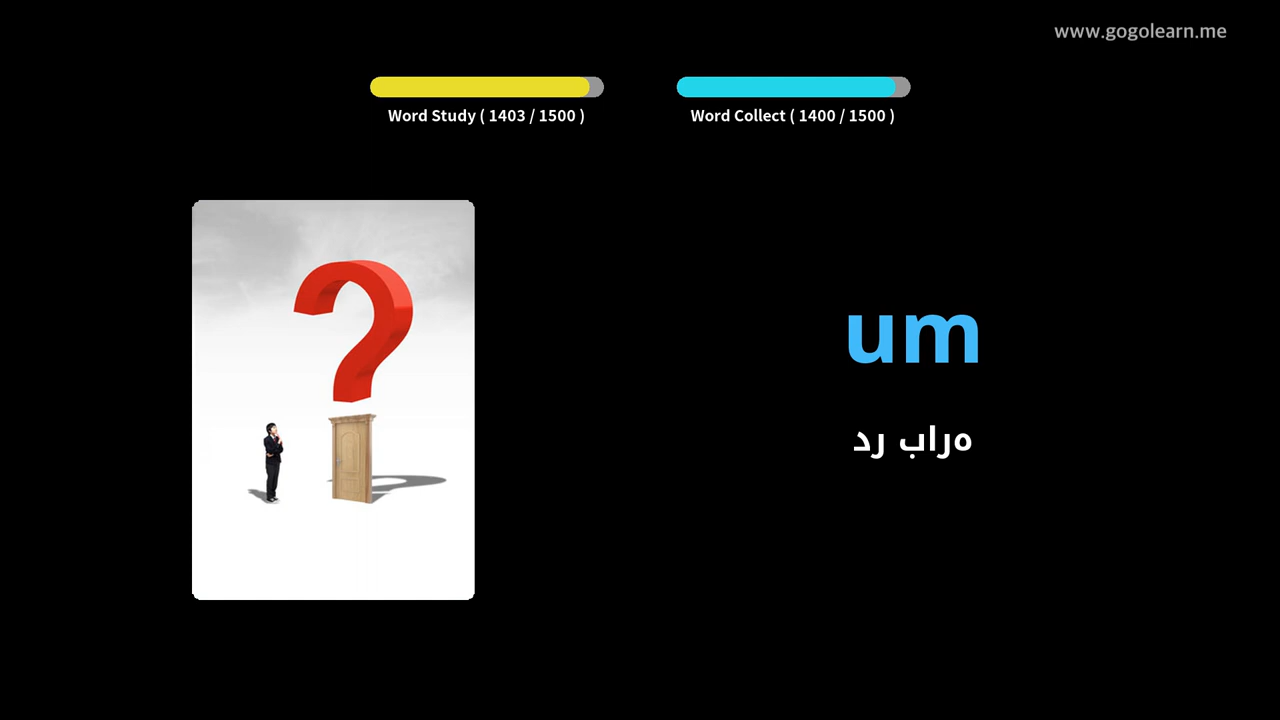 www.gogolearn.me
Word Study ( 1403 / 1500 )
Word Collect ( 1400 / 1500 )
um
هراب رد